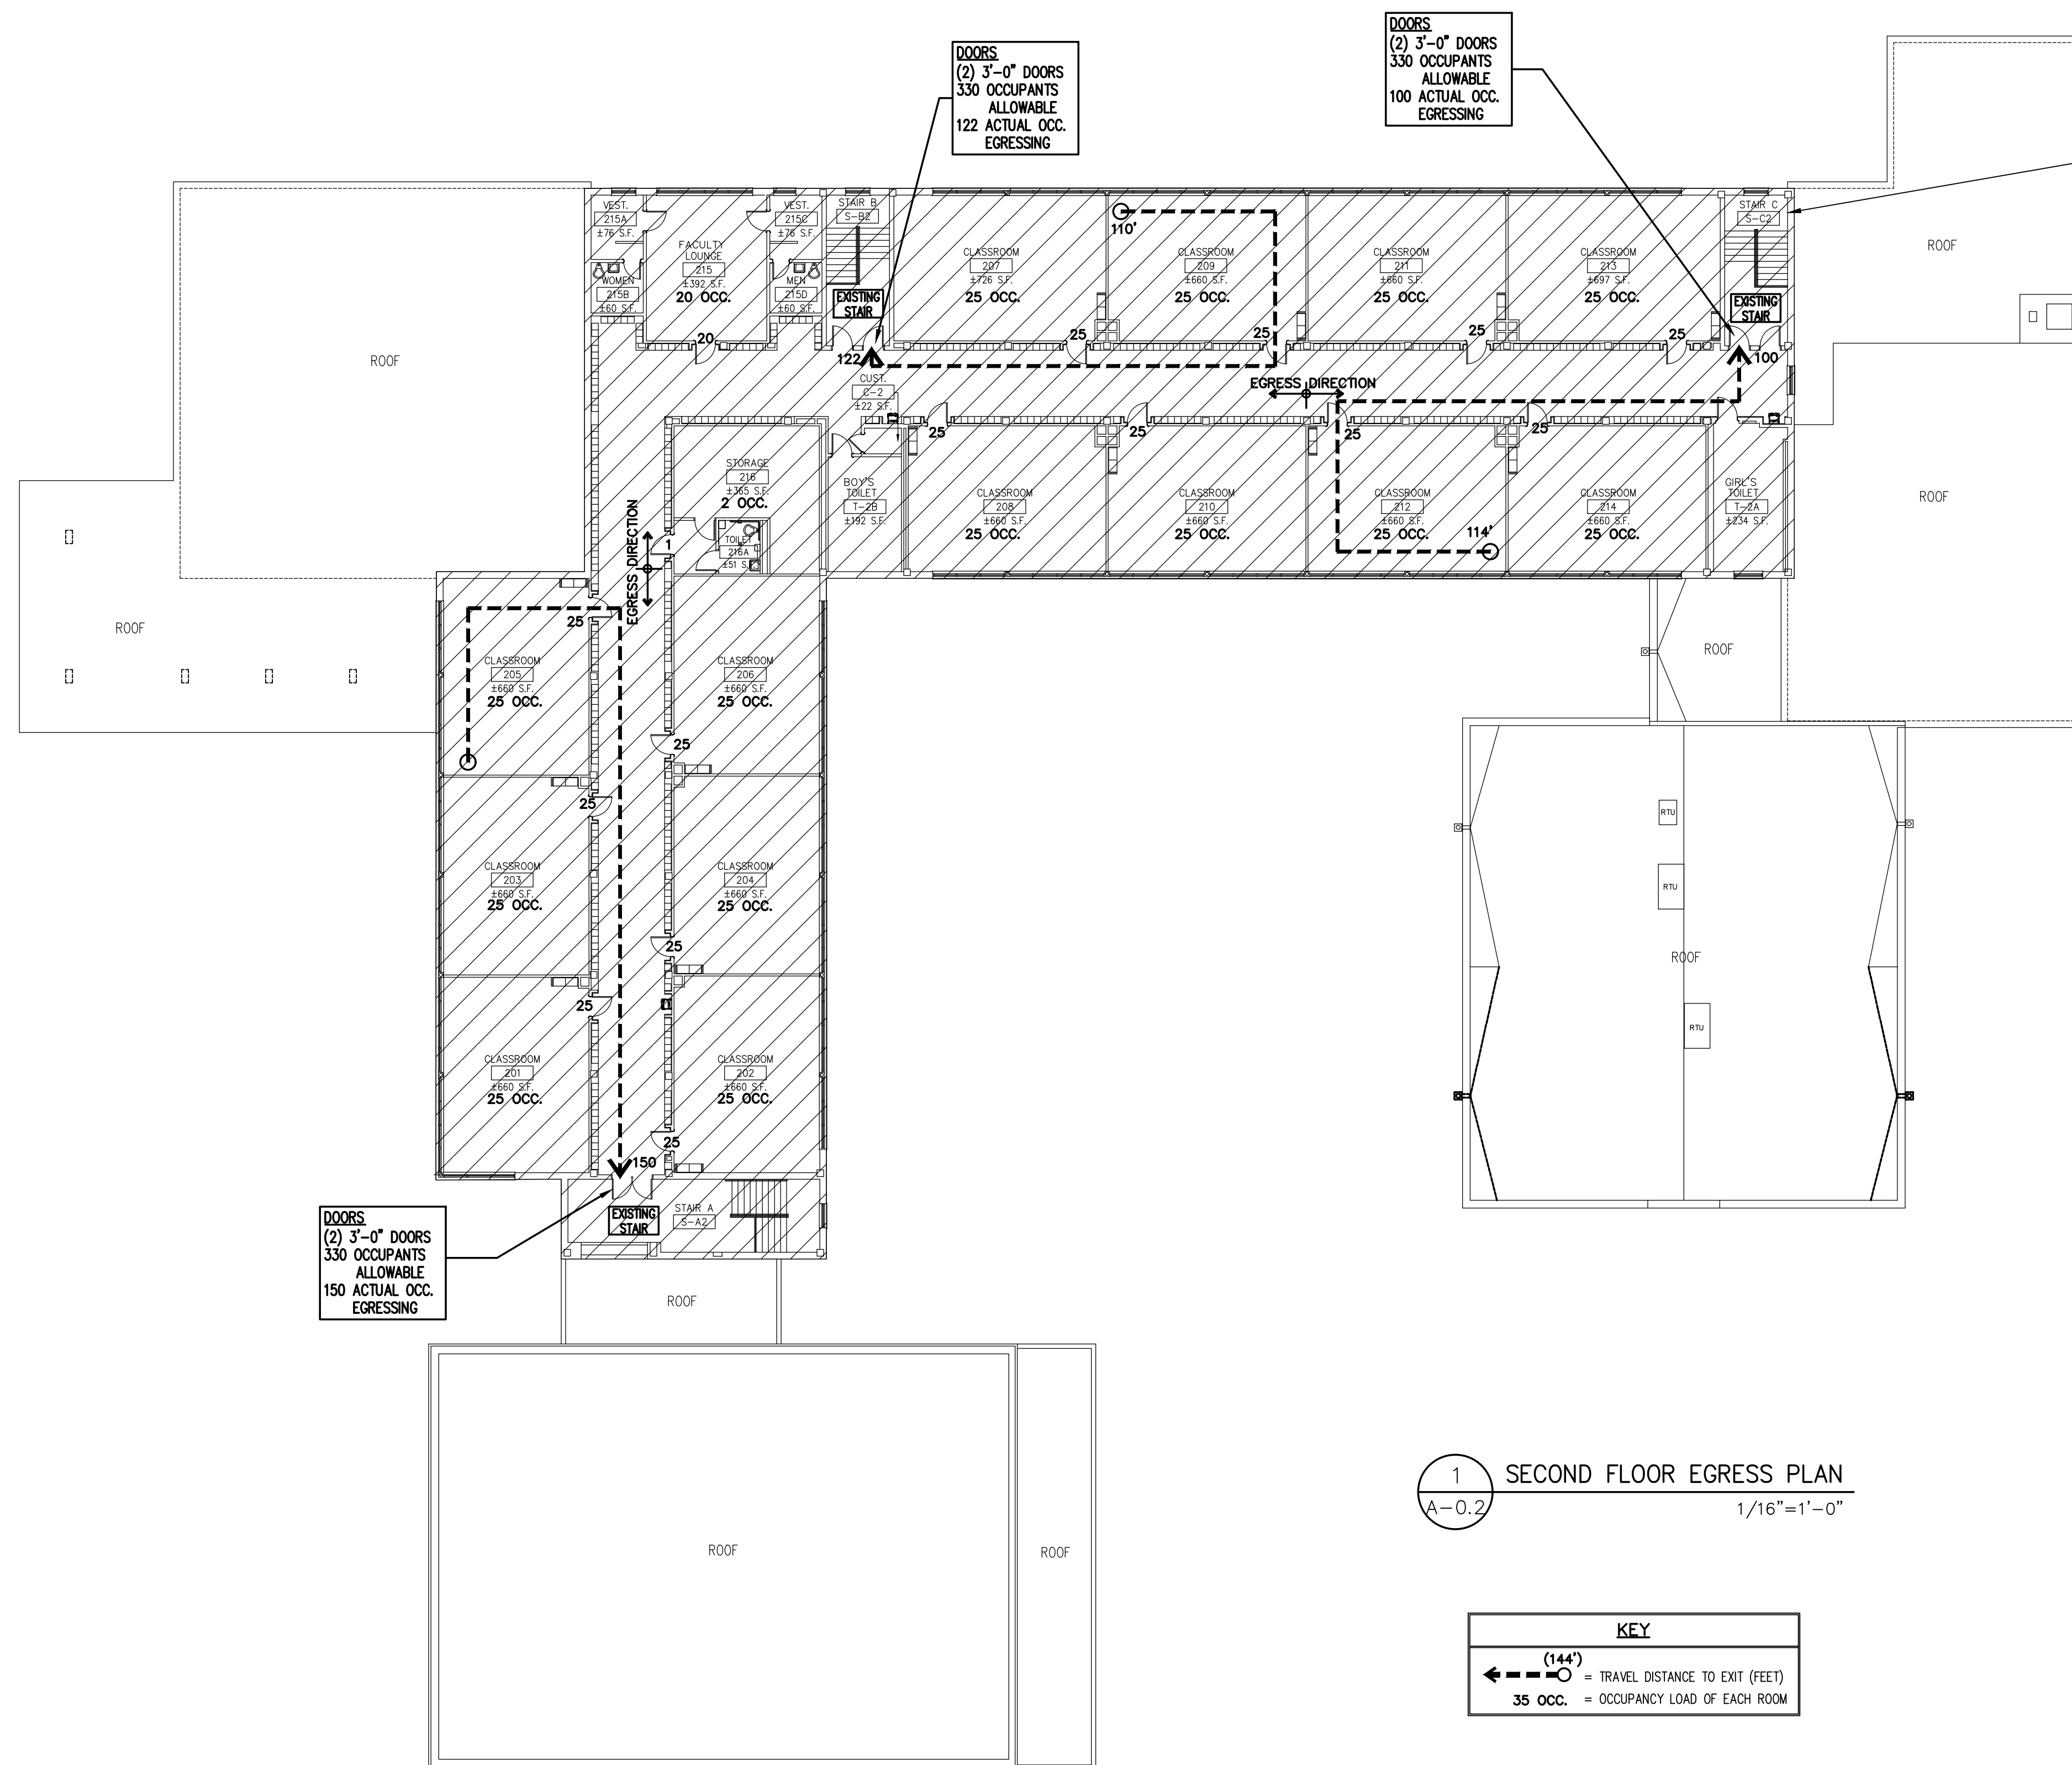 DOORS
(2) 3'-0" DOORS
330 OCCUPANTS
ALLOWABLE
122 ACTUAL OCC.
EGRESSING
DOORS
(2) 3'-0" DOORS
330 OCCUPANTS
ALLOWABLE
100 ACTUAL OCC.
EGRESSING
VEST.
215A
±76 S.F.
FACULTY
LOUNGE
215
±392 S.F.
20 OCC.
VEST.
215C
±76 S.F.
WOMEN
215B
±60 S.F.
MEN
215D
±60 S.F.
20
STAIR B
S-B2
EXISTING
STAIR
122
CLASSROOM
207
±726 S.F.
25 OCC.
25
110'
CLASSROOM
209
±660 S.F.
25 OCC.
25
CLASSROOM
211
±660 S.F.
25 OCC.
25
CLASSROOM
213
±697 S.F.
25 OCC.
25
STAIR C
S-C2
EXISTING
STAIR
100
ROOF
ROOF
CUST.
C-2
±22 S.F.
EGRESS DIRECTION
25
25
25
25
STORAGE
216
±365 S.F.
2 OCC.
TOILET
216A
±51 S.F.
1
BOY'S
TOILET
T-2B
±192 S.F.
CLASSROOM
208
±660 S.F.
25 OCC.
CLASSROOM
210
±660 S.F.
25 OCC.
CLASSROOM
212
±660 S.F.
25 OCC.
114'
CLASSROOM
214
±660 S.F.
25 OCC.
GIRL'S
TOILET
T-2A
±234 S.F.
ROOF
EGRESS DIRECTION
ROOF
ROOF
25
CLASSROOM
205
±660 S.F.
25 OCC.
CLASSROOM
206
±660 S.F.
25 OCC.
25
25
CLASSROOM
203
±660 S.F.
25 OCC.
CLASSROOM
204
±660 S.F.
25 OCC.
25
25
CLASSROOM
201
±660 S.F.
25 OCC.
CLASSROOM
202
±660 S.F.
25 OCC.
25
150
RTU
RTU
ROOF
RTU
DOORS
(2) 3'-0" DOORS
330 OCCUPANTS
ALLOWABLE
150 ACTUAL OCC.
EGRESSING
EXISTING
STAIR
STAIR A
S-A2
ROOF
ROOF
ROOF
1
A-0.2
SECOND FLOOR EGRESS PLAN
1/16"=1'-0"
KEY
(144')
= TRAVEL DISTANCE TO EXIT (FEET)
35 OCC. = OCCUPANCY LOAD OF EACH ROOM